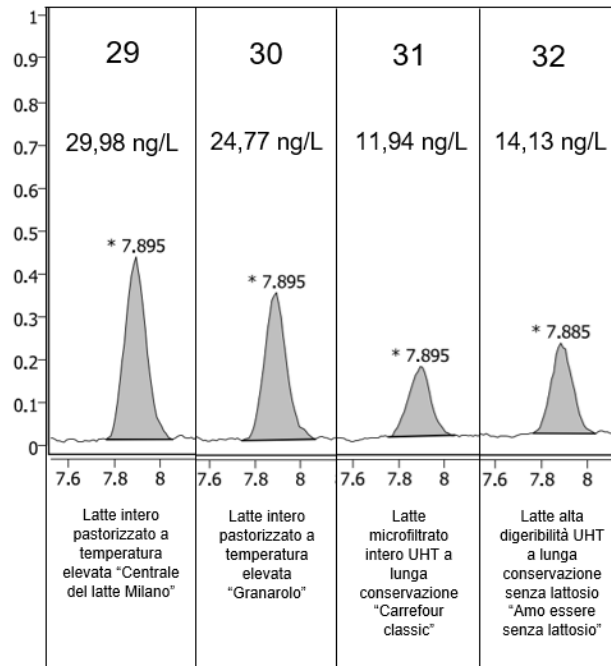 1
0.9
0.8
0.7
0.6
0.5
0.4
0.3
0.2
0.1
0
29
30
31
32
29,98 ng/L
24,77 ng/L
11,94 ng/L
14,13 ng/L
* 7.895
* 7.895
* 7.895
* 7.885
7.6 7.8 8
7.6 7.8 8
7.6 7.8 8
7.6 7.8 8
Latte intero
pastorizzato a
temperatura
elevata “Centrale
del latte Milano”
Latte intero
pastorizzato a
temperatura
elevata
“Granarolo”
Latte
microfiltrato
intero UHT a
lunga
conservazione
“Carrefour
classic”
Latte alta
digeribilità UHT
a lunga
conservazione
senza lattosio
“Amo essere
senza lattosio”